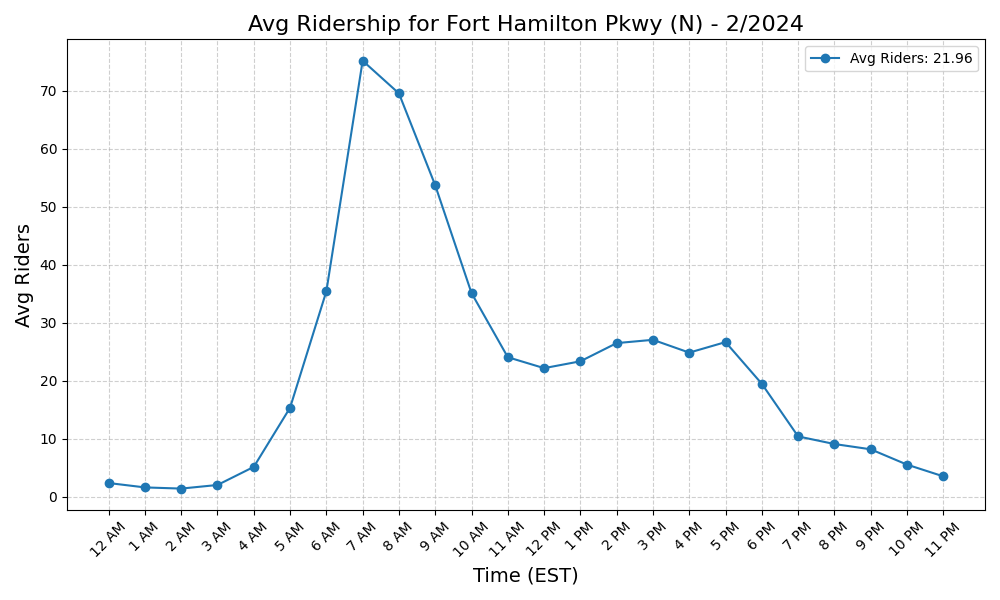 Avg Ridership for Fort Hamilton Pkwy (N) - 2/2024
Avg Riders: 21.96
Avg Riders
70
60
50
40
30
20
10
0
12 AM
1 AM
2 AM
3 AM
4 AM
5 AM
6 AM
7 AM
8 AM
9 AM
10 AM
11 AM
12 PM
1 PM
2 PM
3 PM
4 PM
5 PM
6 PM
7 PM
8 PM
9 PM
10 PM
11 PM
Time (EST)